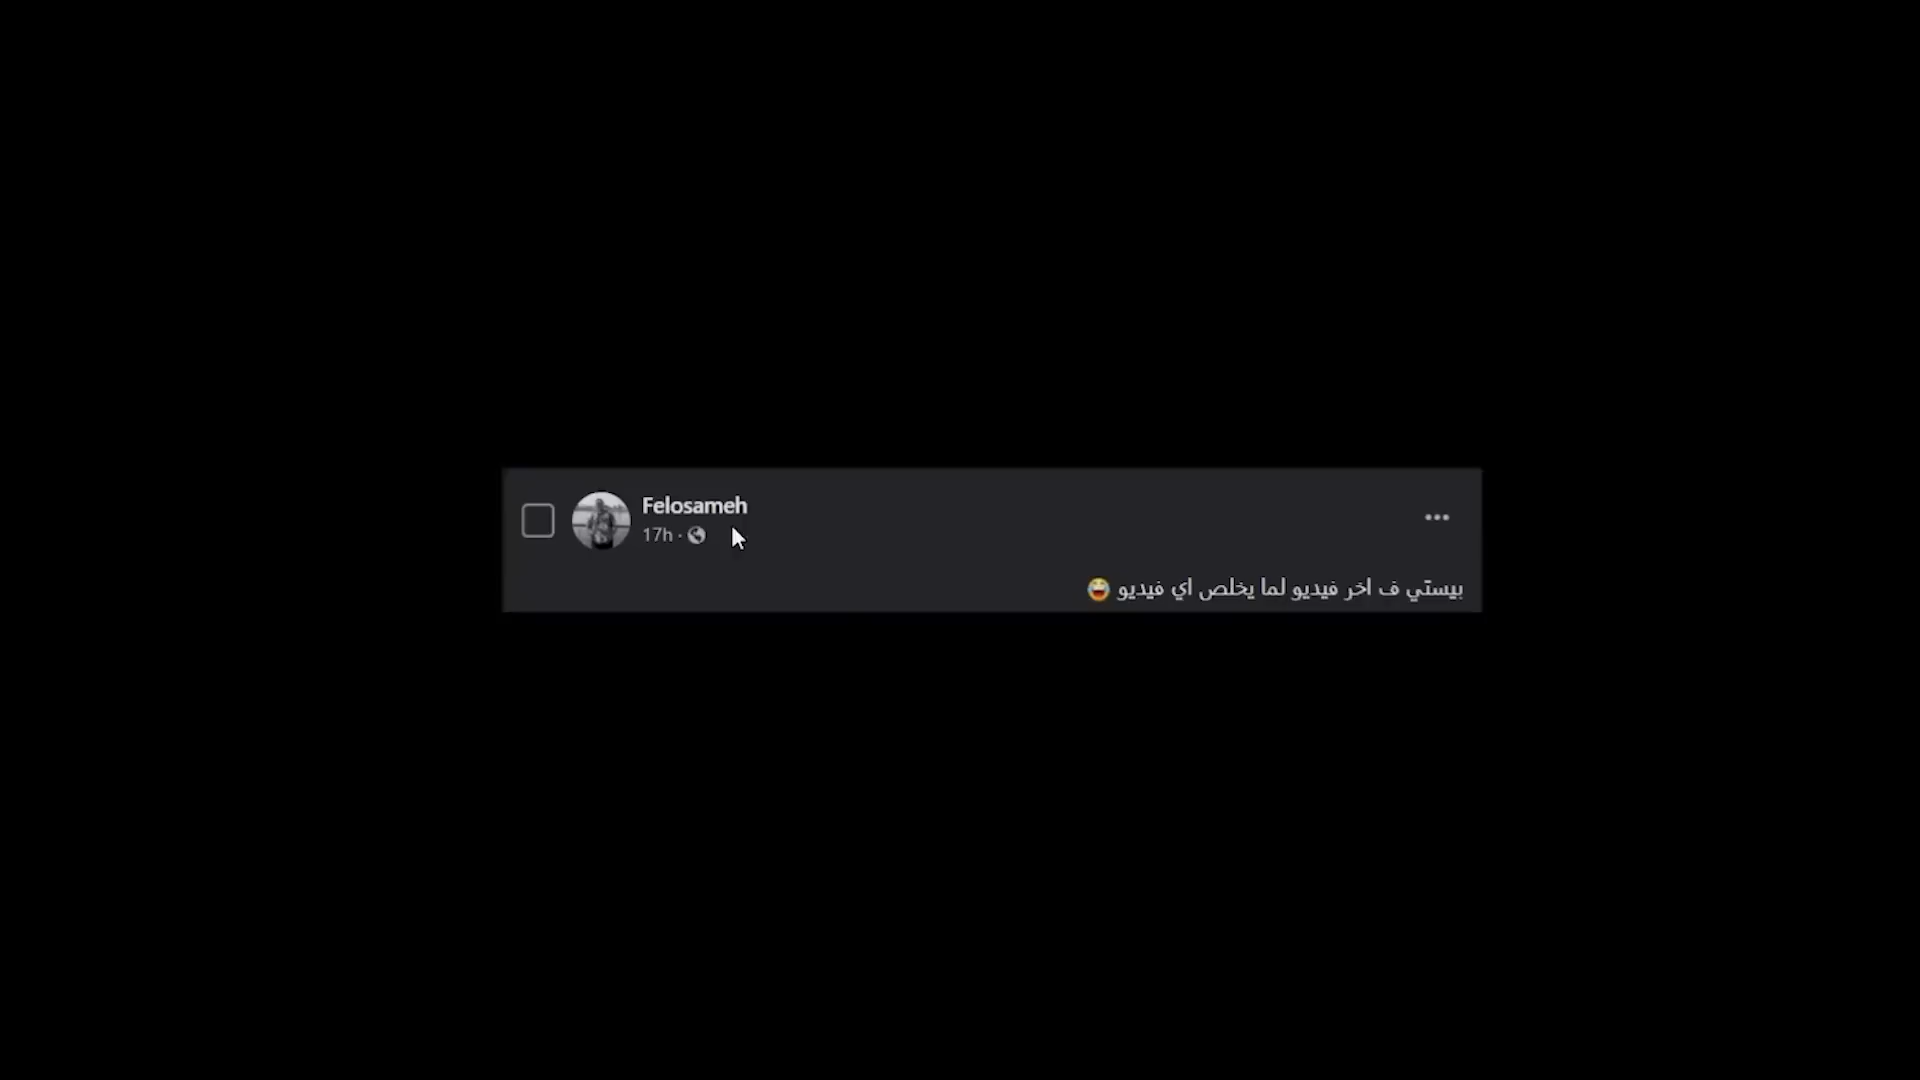 Felosameh
17h ·
بيستي ف اخر فيديو لما يخلص اي فيديو 😂